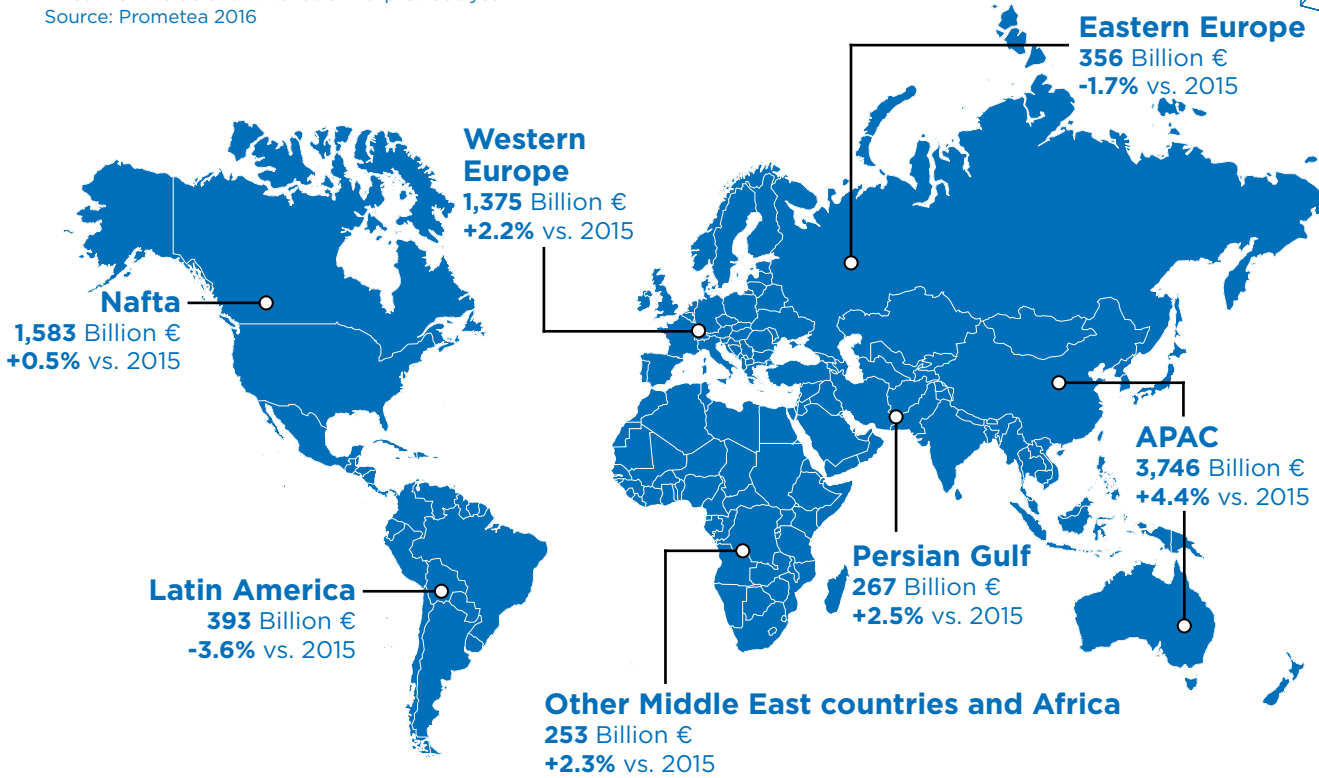 Source: Prometea 2016
Eastern Europe
356 Billion €
-1.7% vs. 2015
Western
Europe
1,375 Billion €
+2.2% vs. 2015
Nafta
1,583 Billion €
+0.5% vs. 2015
APAC
3,746 Billion €
+4.4% vs. 2015
Persian Gulf
267 Billion €
+2.5% vs. 2015
Latin America
393 Billion €
-3.6% vs. 2015
Other Middle East countries and Africa
253 Billion €
+2.3% vs. 2015